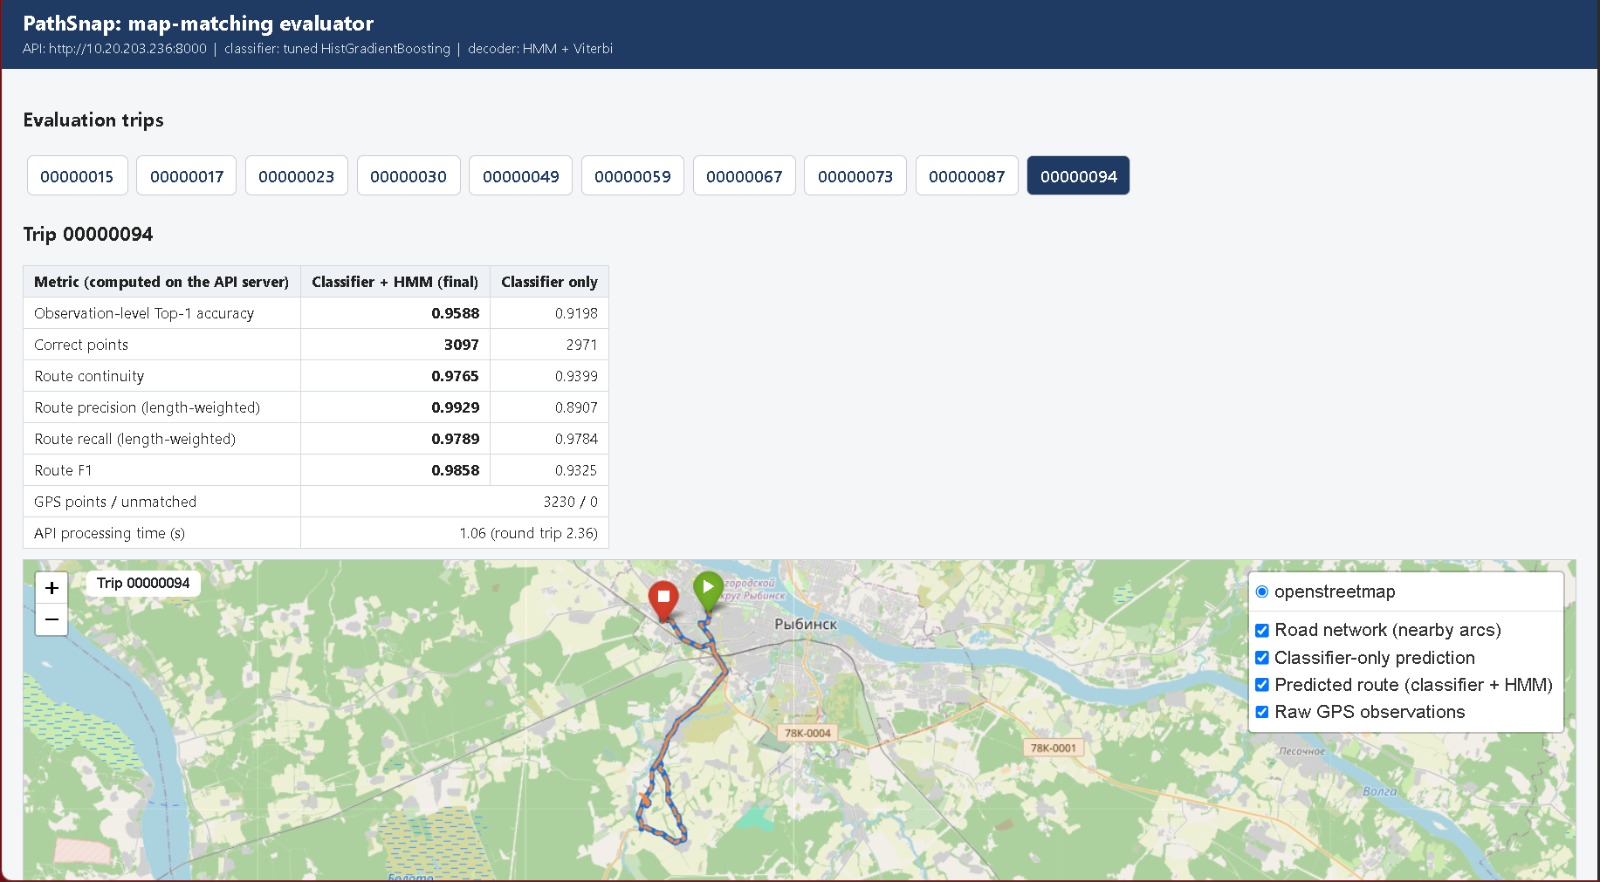 PathSnap: map-matching evaluator
API: http://10.20.203.236:8000 | classifier: tuned HistGradientBoosting | decoder: HMM + Viterbi
Evaluation trips
00000015 00000017 00000023 00000030 00000049 00000059 00000067 00000073 00000087 00000094
Trip 00000094
Metric (computed on the API server) Classifier + HMM (final) Classifier only
Observation-level Top-1 accuracy 0.9588 0.9198
Correct points 3097 2971
Route continuity 0.9765 0.9399
Route precision (length-weighted) 0.9929 0.8907
Route recall (length-weighted) 0.9789 0.9784
Route F1 0.9858 0.9325
GPS points / unmatched 3230 / 0
API processing time (s) 1.06 (round trip 2.36)
+
−
Trip 00000094
городской
округ Рыбинск
Рыбинск
78К-0004
78К-0001
Песочное
Волга
Болото
openstreetmap
Road network (nearby arcs)
Classifier-only prediction
Predicted route (classifier + HMM)
Raw GPS observations